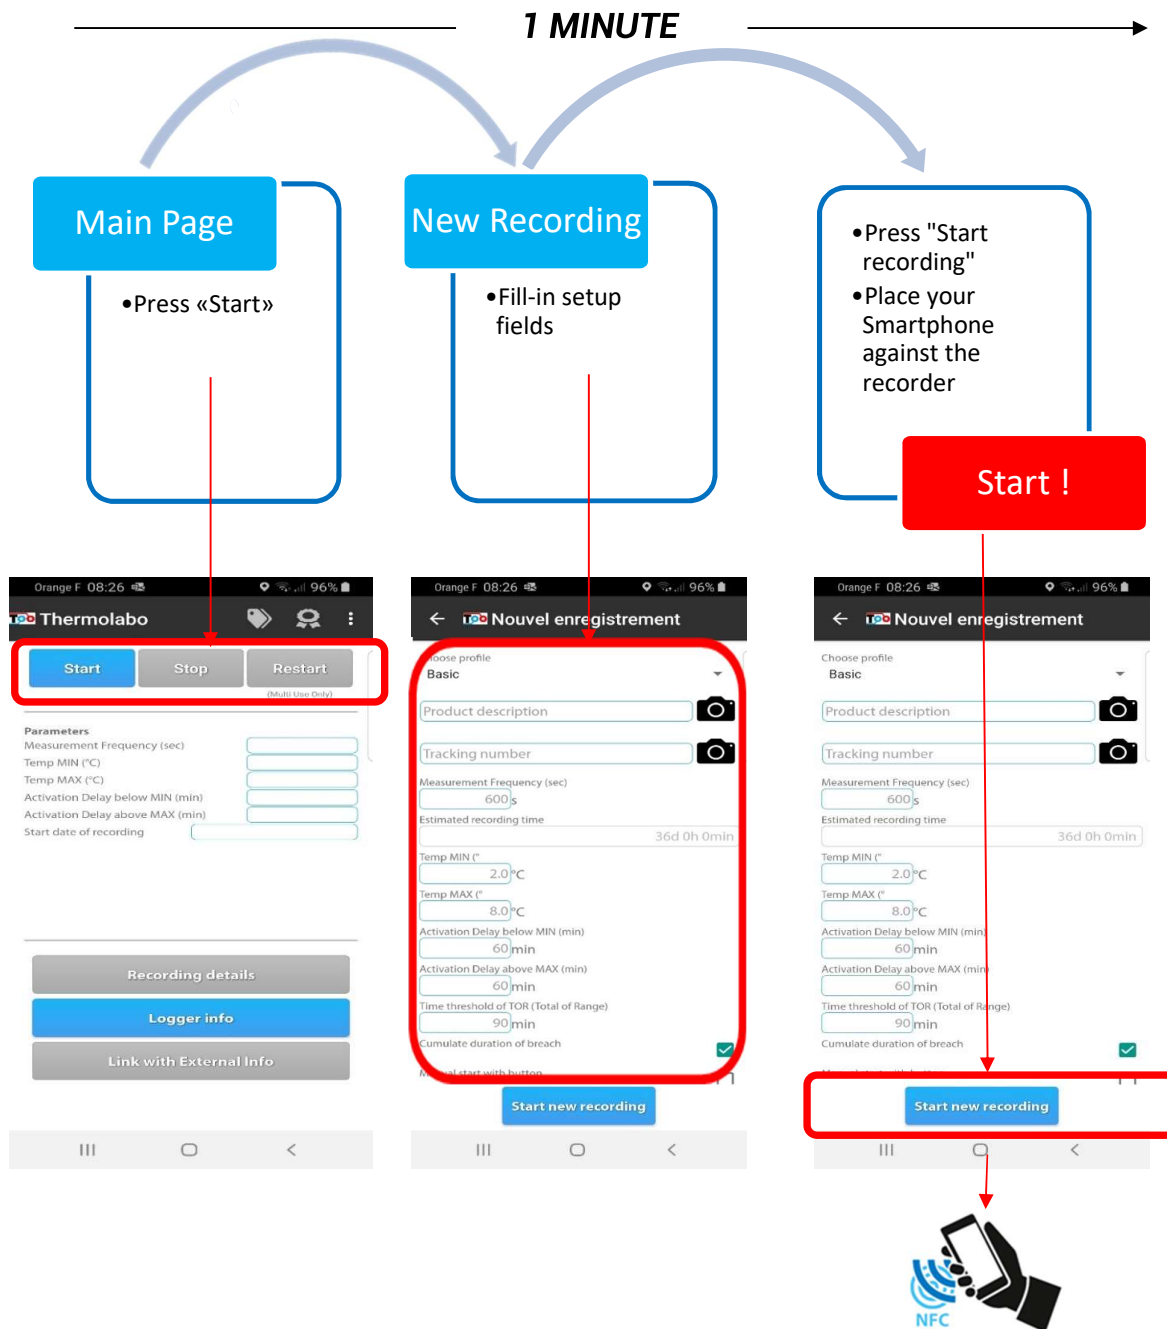 1 MINUTE
Main Page
•Press «Start»
New Recording
•Fill-in setup
fields
•Press "Start
recording"
•Place your
Smartphone
against the
recorder
Start !
Orange F 08:26 96%
Thermolabo
Start Stop Restart
(Multi Use Only)
Parameters
Measurement Frequency (sec)
Temp MIN (°C)
Temp MAX (°C)
Activation Delay below MIN (min)
Activation Delay above MAX (min)
Start date of recording
Recording details
Logger info
Link with External Info
Orange F 08:26 96%
Nouvel enregistrement
Choose profile
Basic
Product description
Tracking number
Measurement Frequency (sec)
600 s
Estimated recording time
36d 0h 0min
Temp MIN (°
2.0 °C
Temp MAX (°
8.0 °C
Activation Delay below MIN (min)
60 min
Activation Delay above MAX (min)
60 min
Time threshold of TOR (Total of Range)
90 min
Cumulate duration of breach
Manual start with button
Start new recording
Orange F 08:26 96%
Nouvel enregistrement
Choose profile
Basic
Product description
Tracking number
Measurement Frequency (sec)
600 s
Estimated recording time
36d 0h 0min
Temp MIN (°
2.0 °C
Temp MAX (°
8.0 °C
Activation Delay below MIN (min)
60 min
Activation Delay above MAX (min)
60 min
Time threshold of TOR (Total of Range)
90 min
Cumulate duration of breach
Start new recording
NFC